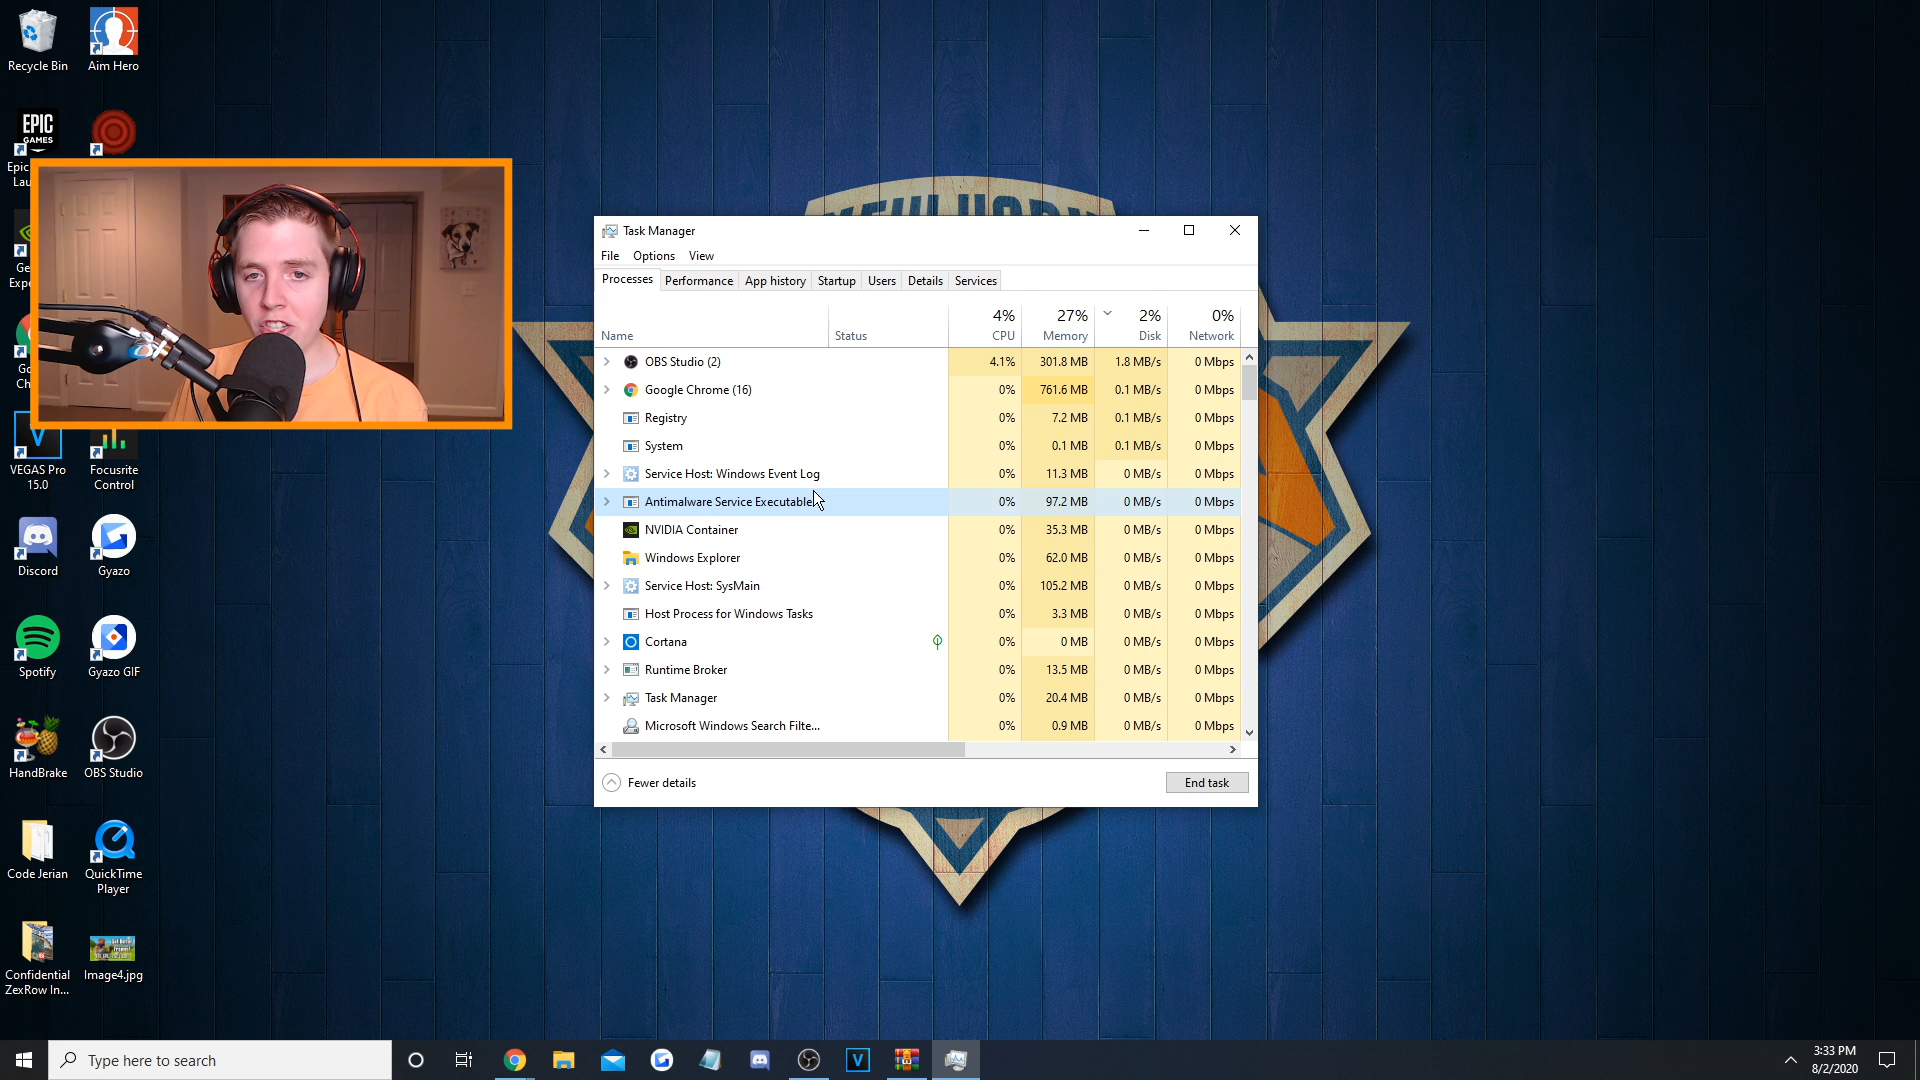 Recycle Bin
Aim Hero
EPIC
GAMES
Epic
Lau
Ge
Exp
Go
Ch
VEGAS Pro
15.0
Focusrite
Control
Discord
Gyazo
Spotify
Gyazo GIF
HandBrake
OBS Studio
Code Jerian
QuickTime
Player
Confidential
ZexRow In...
Image4.jpg
Task Manager
File Options View
Processes Performance App history Startup Users Details Services
4% 27% 2% 0%
Name Status CPU Memory Disk Network
OBS Studio (2) 4.1% 301.8 MB 1.8 MB/s 0 Mbps
Google Chrome (16) 0% 761.6 MB 0.1 MB/s 0 Mbps
Registry 0% 7.2 MB 0.1 MB/s 0 Mbps
System 0% 0.1 MB 0.1 MB/s 0 Mbps
Service Host: Windows Event Log 0% 11.3 MB 0 MB/s 0 Mbps
Antimalware Service Executable 0% 97.2 MB 0 MB/s 0 Mbps
NVIDIA Container 0% 35.3 MB 0 MB/s 0 Mbps
Windows Explorer 0% 62.0 MB 0 MB/s 0 Mbps
Service Host: SysMain 0% 105.2 MB 0 MB/s 0 Mbps
Host Process for Windows Tasks 0% 3.3 MB 0 MB/s 0 Mbps
Cortana 0% 0 MB 0 MB/s 0 Mbps
Runtime Broker 0% 13.5 MB 0 MB/s 0 Mbps
Task Manager 0% 20.4 MB 0 MB/s 0 Mbps
Microsoft Windows Search Filte... 0% 0.9 MB 0 MB/s 0 Mbps
Fewer details
End task
Type here to search
3:33 PM
8/2/2020